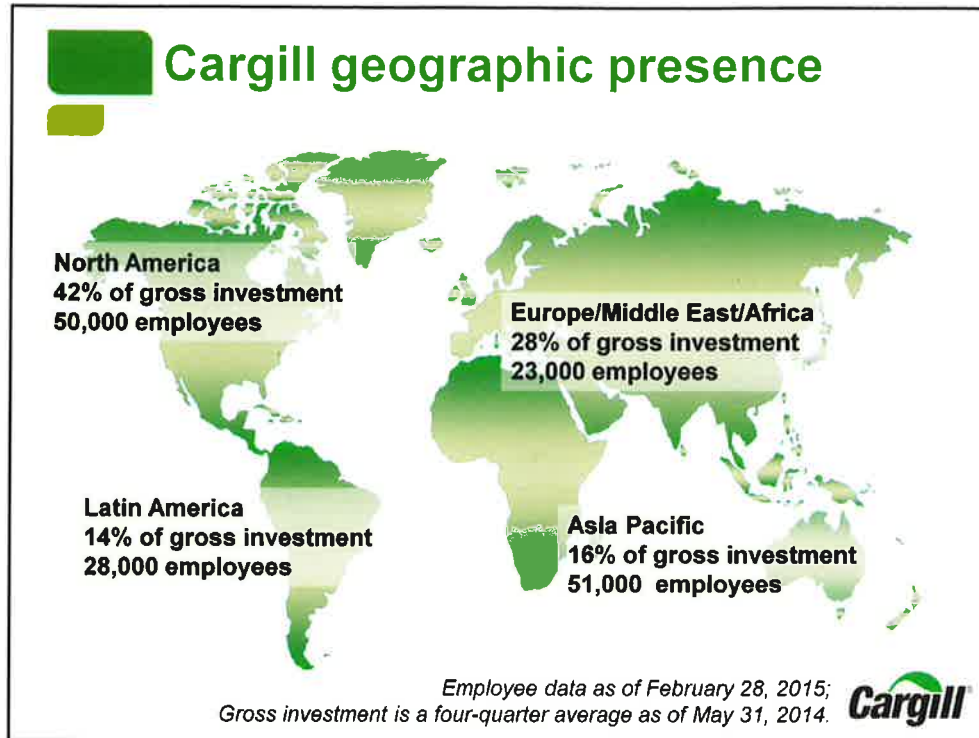 Cargill geographic presence
North America
42% of gross investment
50,000 employees
Europe/Middle East/Africa
28% of gross investment
23,000 employees
Latin America
14% of gross investment
28,000 employees
Asia Pacific
16% of gross investment
51,000 employees
Employee data as of February 28, 2015;
Gross investment is a four-quarter average as of May 31, 2014.
Cargill